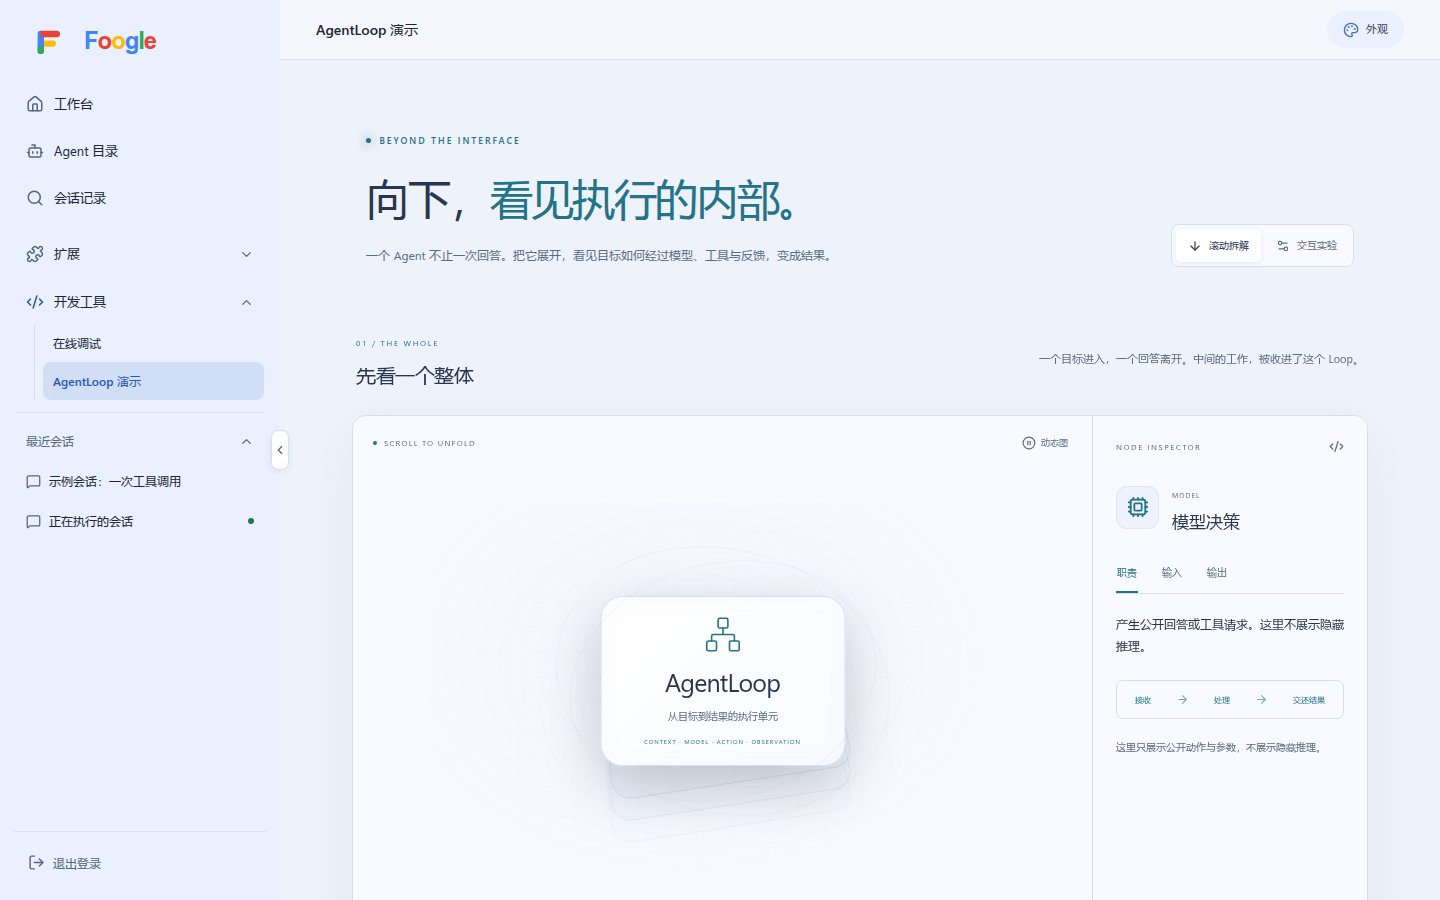 Foogle
工作台
Agent 目录
会话记录
扩展
开发工具
在线调试
AgentLoop 演示
最近会话
示例会话：一次工具调用
正在执行的会话
退出登录
AgentLoop 演示
外观
BEYOND THE INTERFACE
向下，看见执行的内部。
一个 Agent 不止一次回答。把它展开，看见目标如何经过模型、工具与反馈，变成结果。
滚动拆解
交互实验
01 / THE WHOLE
先看一个整体
一个目标进入，一个回答离开。中间的工作，被收进了这个 Loop。
SCROLL TO UNFOLD
动态图
AgentLoop
从目标到结果的执行单元
CONTEXT · MODEL · ACTION · OBSERVATION
NODE INSPECTOR
MODEL
模型决策
职责
输入
输出
产生公开回答或工具请求。这里不展示隐藏
推理。
接收
处理
交还结果
这里只展示公开动作与参数，不展示隐藏推理。